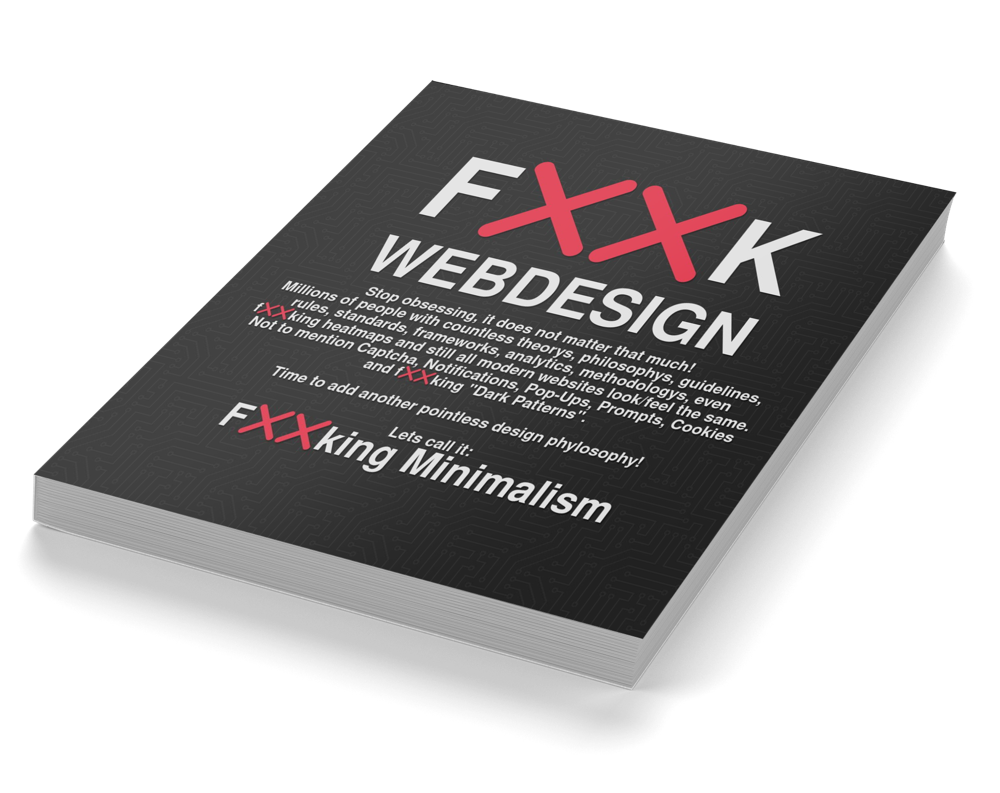 FXXK
WEBDESIGN
Stop obsessing, it does not matter that much!
Millions of people with countless theorys, philosophys, guidelines,
rules, standards, frameworks, analytics, methodologys, even
fXXking heatmaps and still all modern websites look/feel the same.
Not to mention Captcha, Notifications, Pop-Ups, Prompts, Cookies
and fXXking "Dark Patterns".
Time to add another pointless design phylosophy!
Lets call it:
FXXking Minimalism